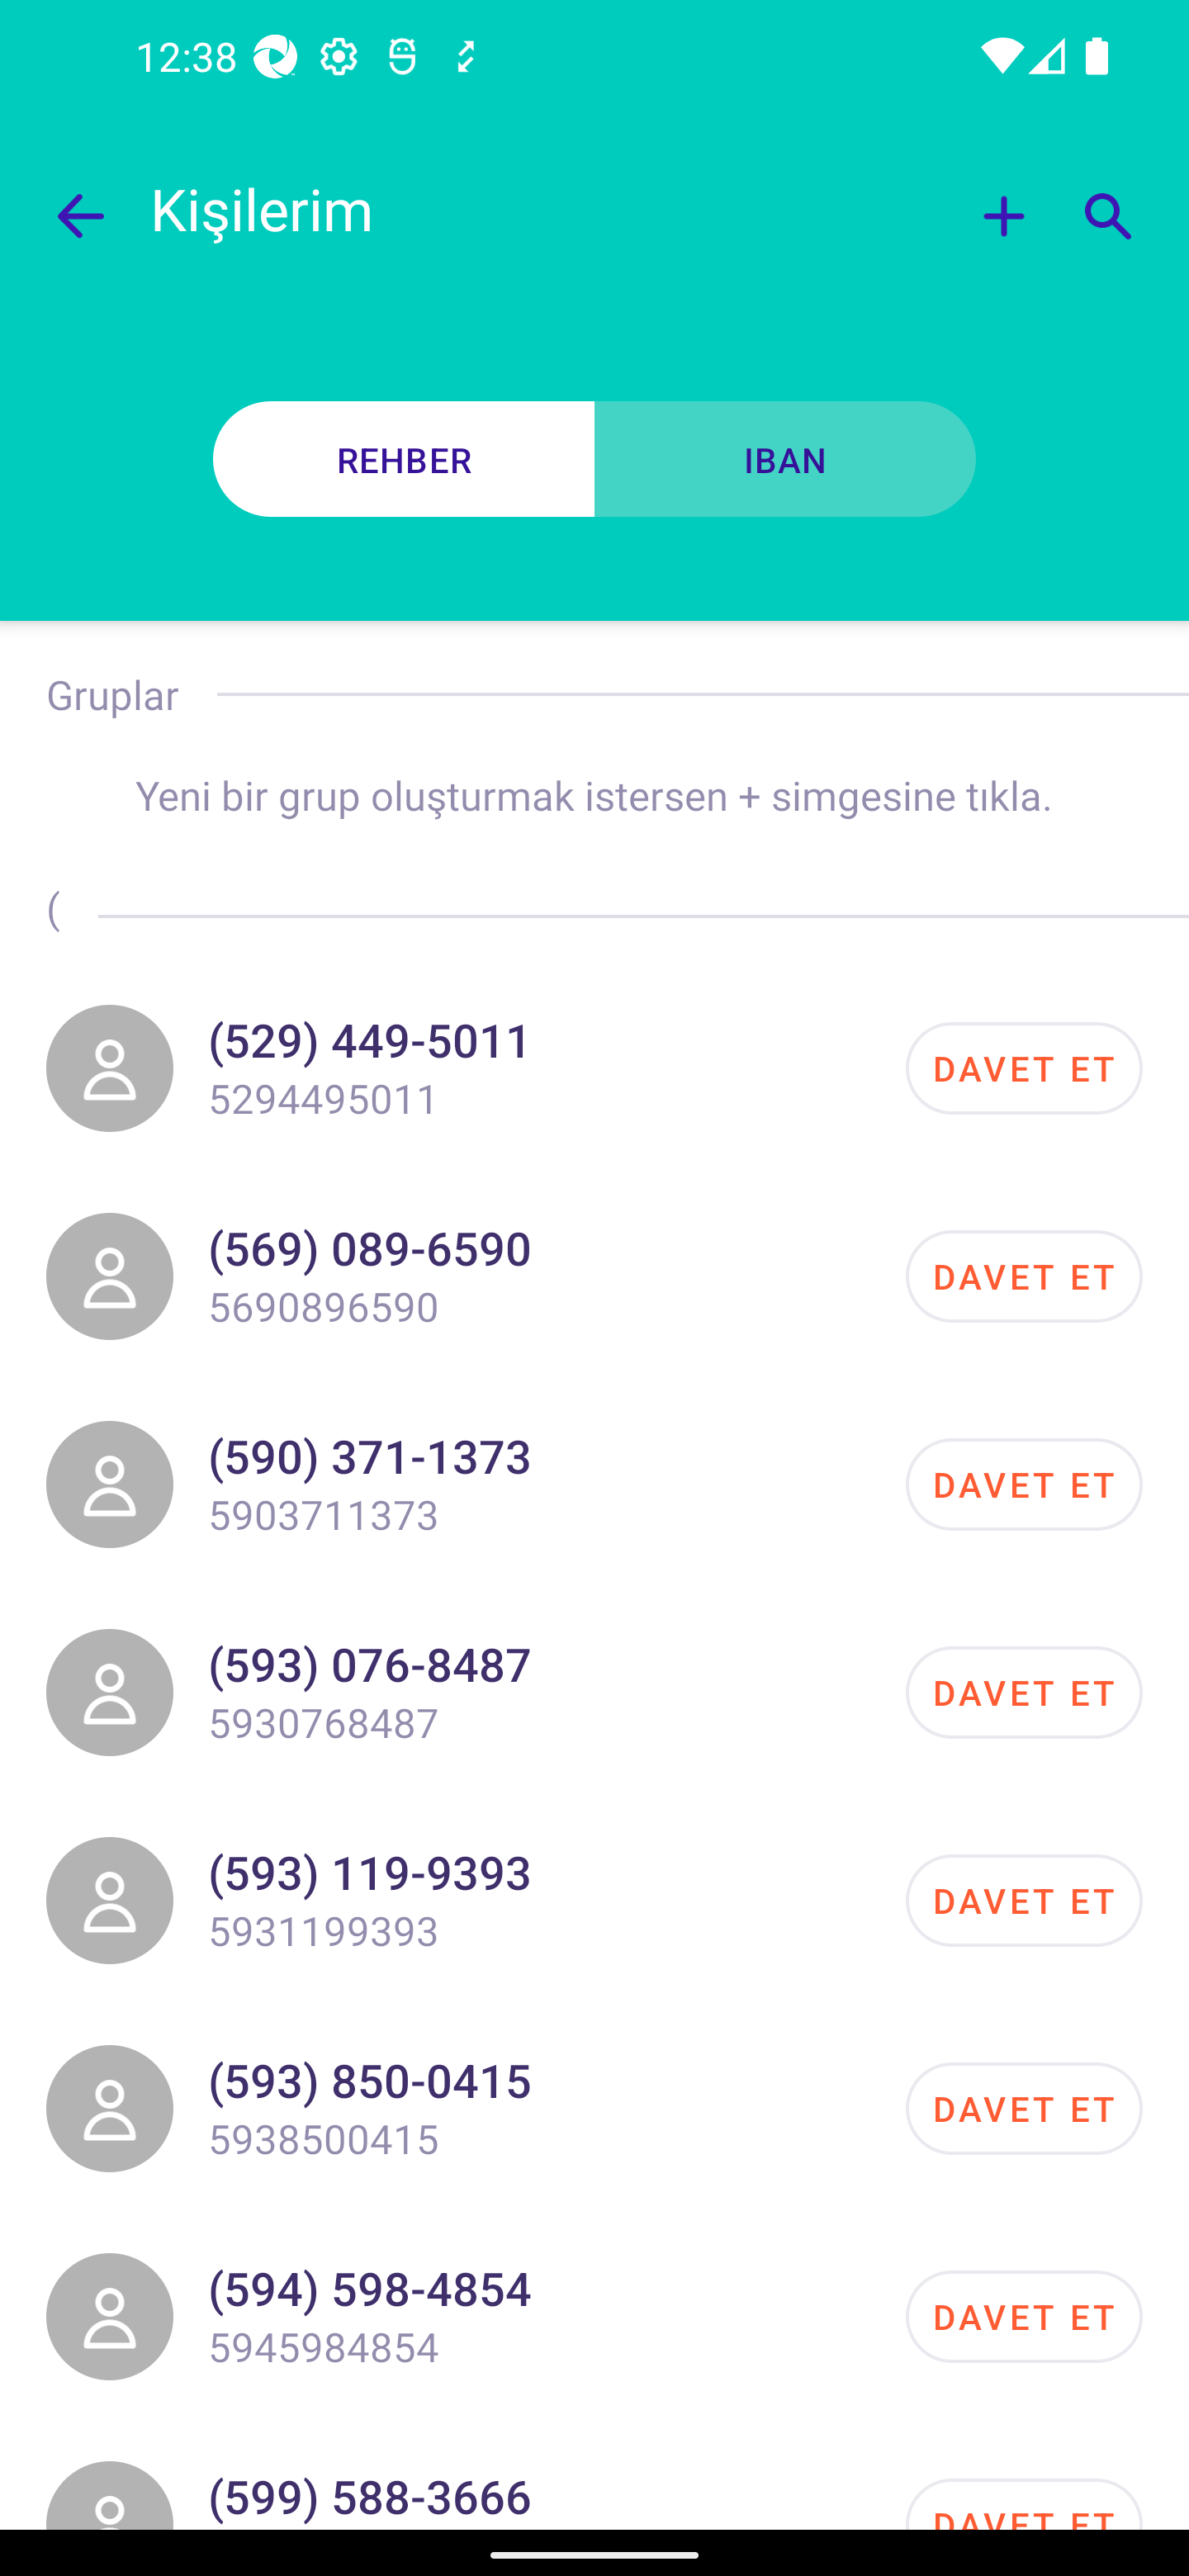 12:38
Kişilerim
REHBER
IBAN
Gruplar
Yeni bir grup oluşturmak istersen + simgesine tıkla.
(
(529) 449-5011
5294495011
DAVET ET
(569) 089-6590
5690896590
DAVET ET
(590) 371-1373
5903711373
DAVET ET
(593) 076-8487
5930768487
DAVET ET
(593) 119-9393
5931199393
DAVET ET
(593) 850-0415
5938500415
DAVET ET
(594) 598-4854
5945984854
DAVET ET
(599) 588-3666
DAVET ET